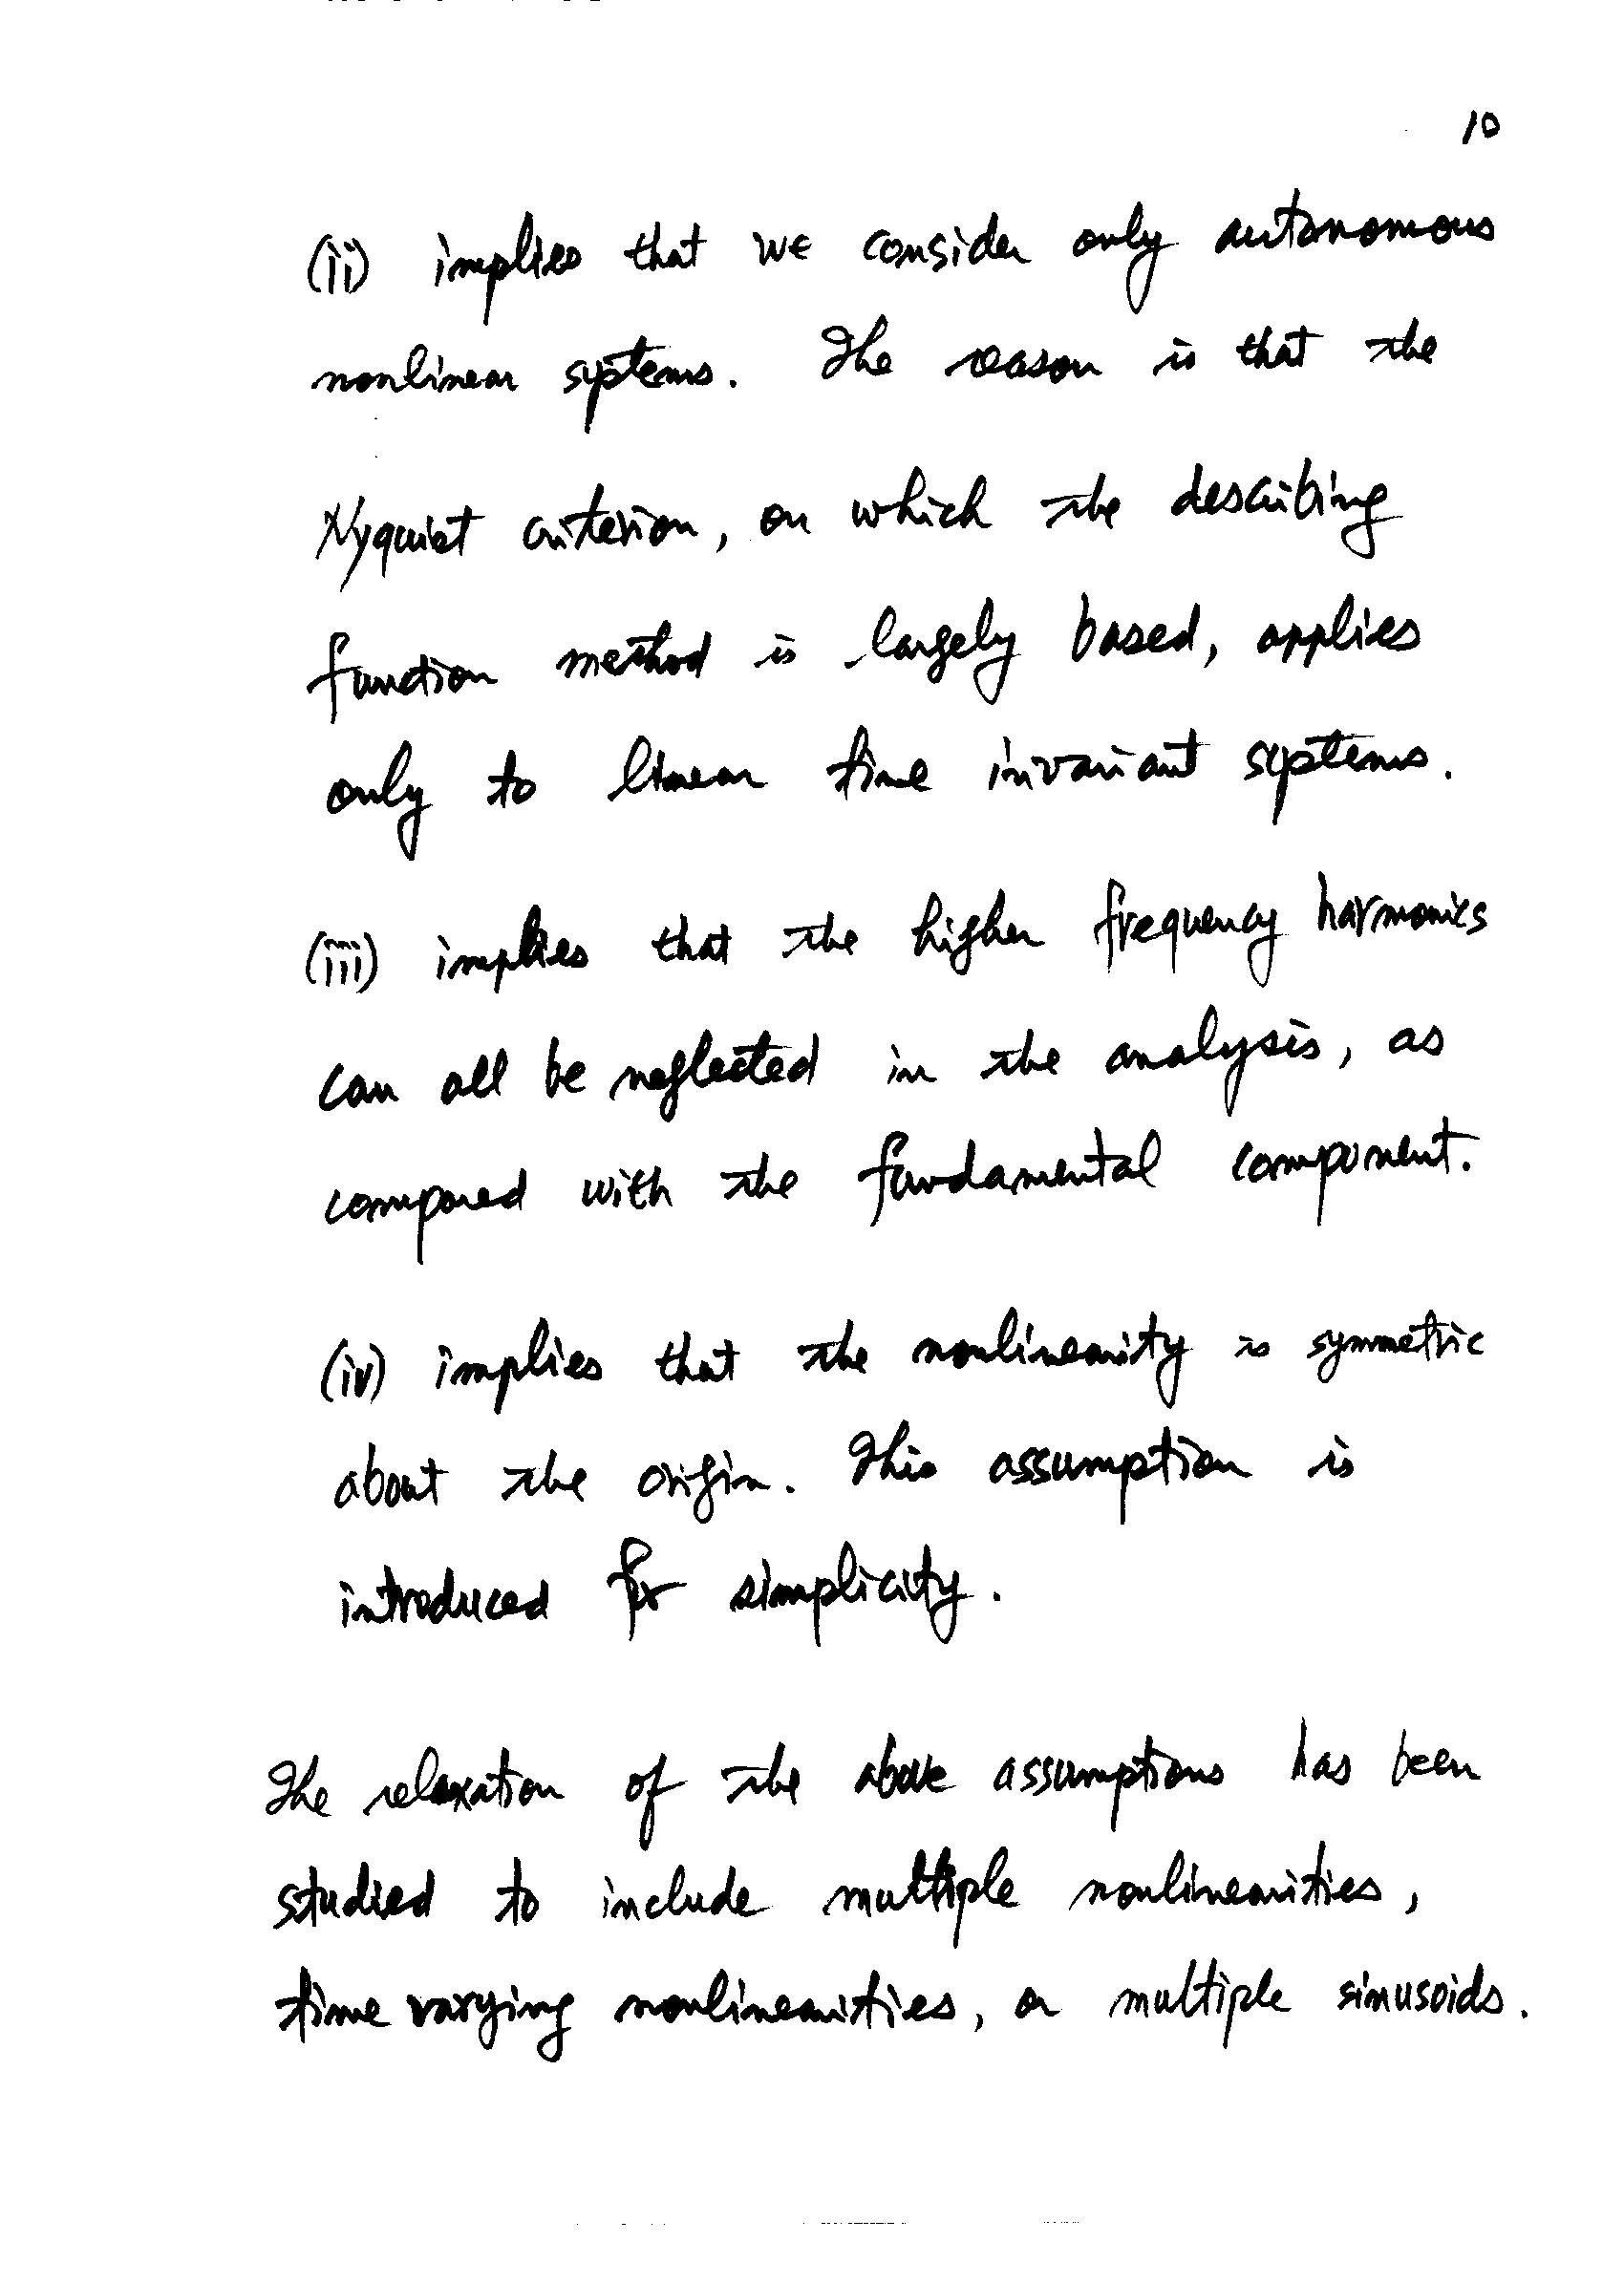 10
(ii) implies that we consider only autonomous
nonlinear systems. The reason is that the
Nyquist criterion, on which the describing
function method is largely based, applies
only to linear time invariant systems.
(iii) implies that the higher frequency harmonics
can all be neglected in the analysis, as
compared with the fundamental component.
(iv) implies that the nonlinearity is symmetric
about the origin. This assumption is
introduced for simplicity.
The relaxation of the above assumptions has been
studied to include multiple nonlinearities,
time varying nonlinearities, or multiple sinusoids.